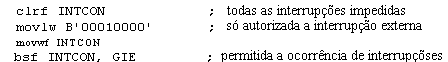 clrf INTCON ; todas as interrupções impedidas
movlw B'00010000' ; só autorizada a interrupção externa
movwf INTCON
bsf INTCON, GIE ; permitida a ocorrência de interrupçõses